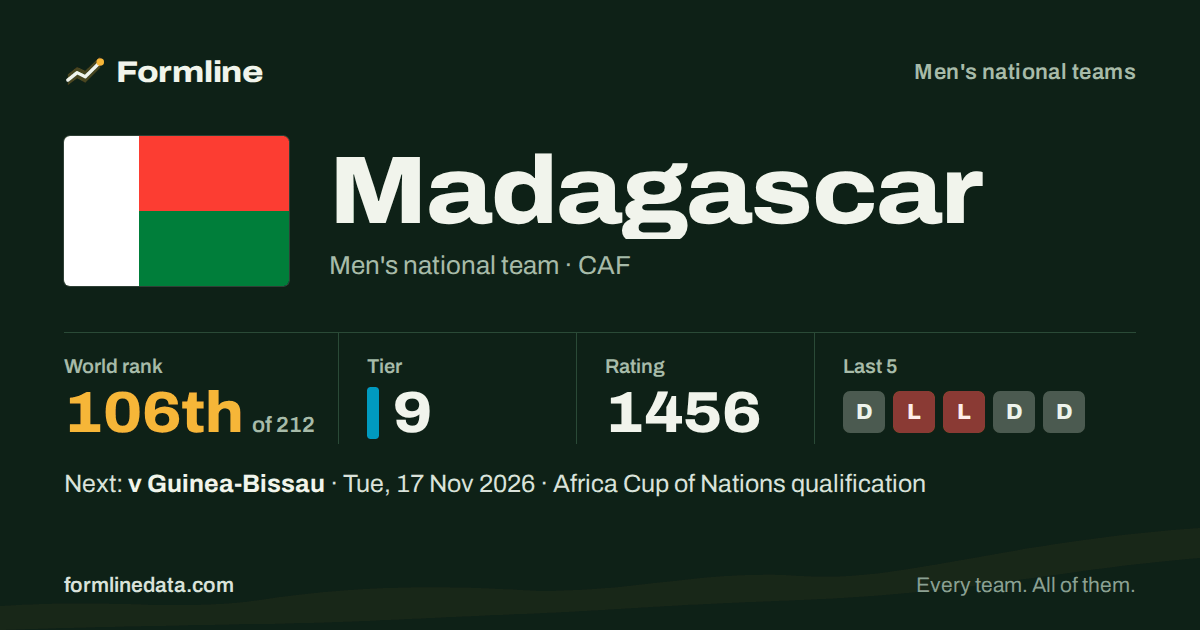 Formline
Men's national teams
Madagascar
Men's national team · CAF
World rank
106th of 212
Tier
9
Rating
1456
Last 5
D L L D D
Next: v Guinea-Bissau · Tue, 17 Nov 2026 · Africa Cup of Nations qualification
formlinedata.com
Every team. All of them.